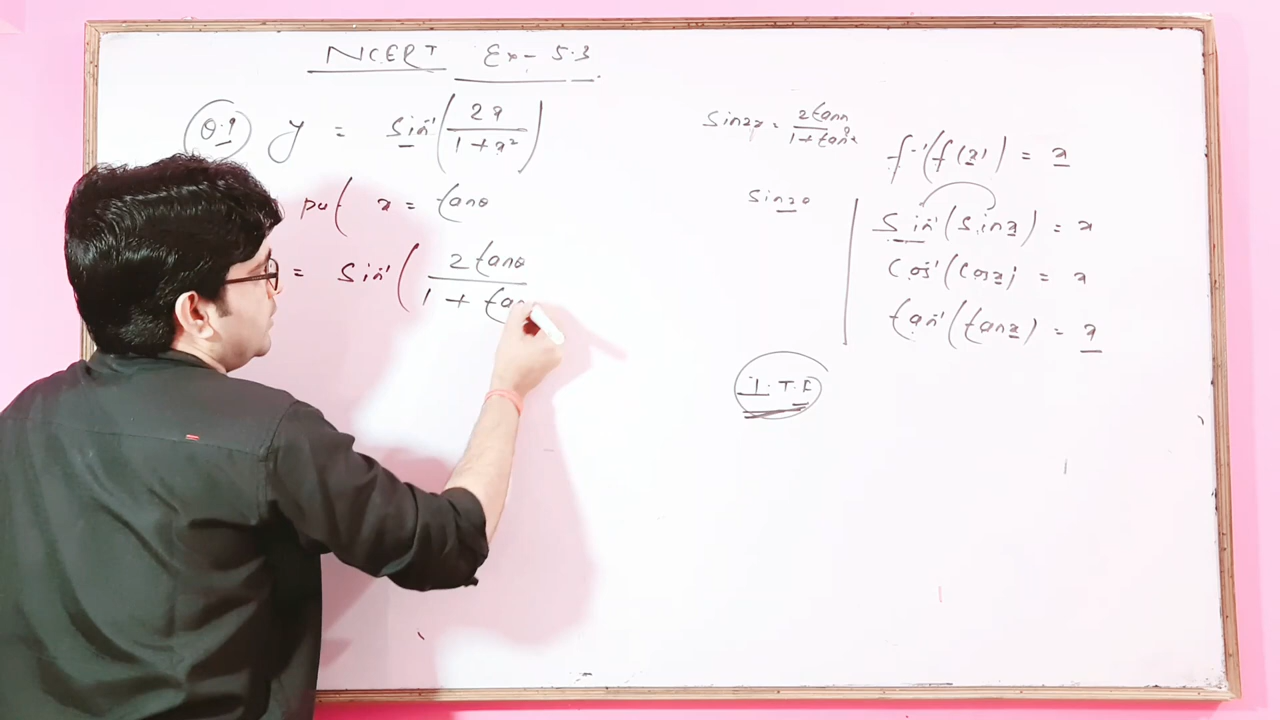 NCERT Ex- 5.3
Q.9 y = sin⁻¹(2x/1+x²)
put x = tanθ
= sin⁻¹(2tanθ/1+tan
sin2x = 2tanx/1+tan²x
sin2θ
f⁻¹(f(x)) = x
sin⁻¹(sinx) = x
cos⁻¹(cosx) = x
tan⁻¹(tanx) = x
I.T.F